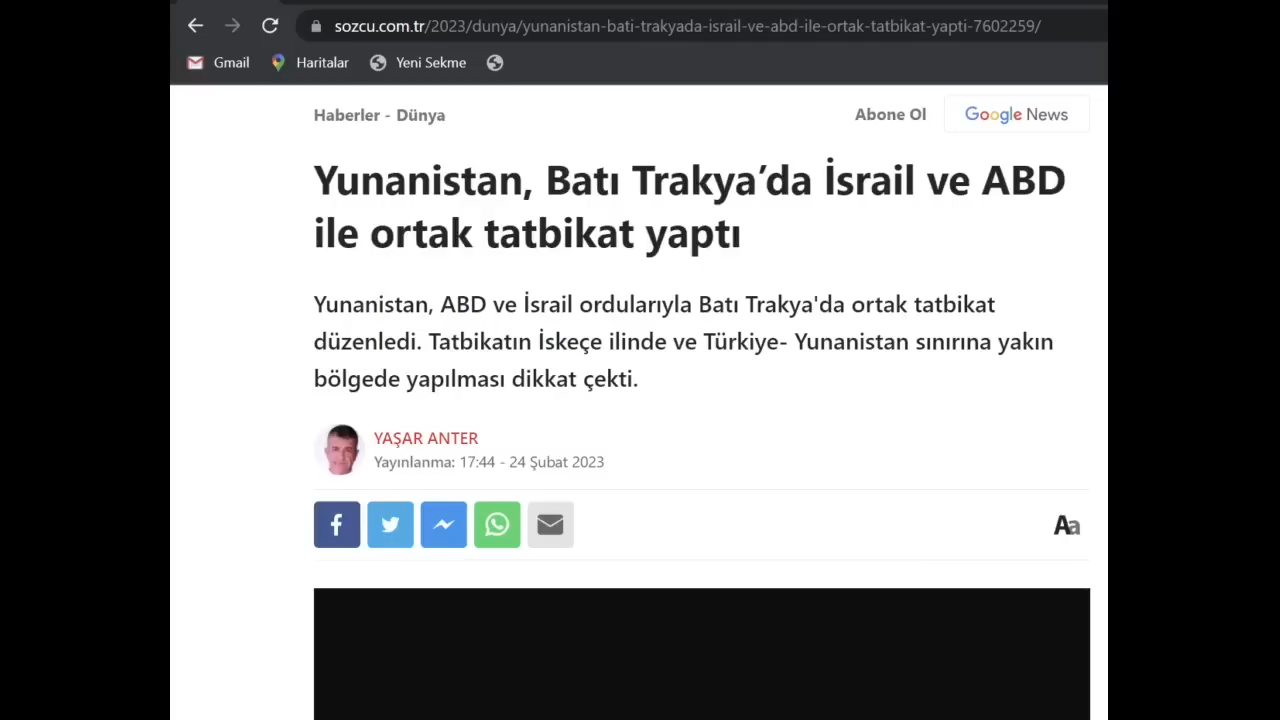 sozcu.com.tr/2023/dunya/yunanistan-bati-trakyada-israil-ve-abd-ile-ortak-tatbikat-yapti-7602259/
Gmail Haritalar Yeni Sekme
Haberler - Dünya Abone Ol Google News
Yunanistan, Batı Trakya’da İsrail ve ABD
ile ortak tatbikat yaptı
Yunanistan, ABD ve İsrail ordularıyla Batı Trakya'da ortak tatbikat
düzenledi. Tatbikatın İskeçe ilinde ve Türkiye- Yunanistan sınırına yakın
bölgede yapılması dikkat çekti.
YAŞAR ANTER
Yayınlanma: 17:44 - 24 Şubat 2023
Aa